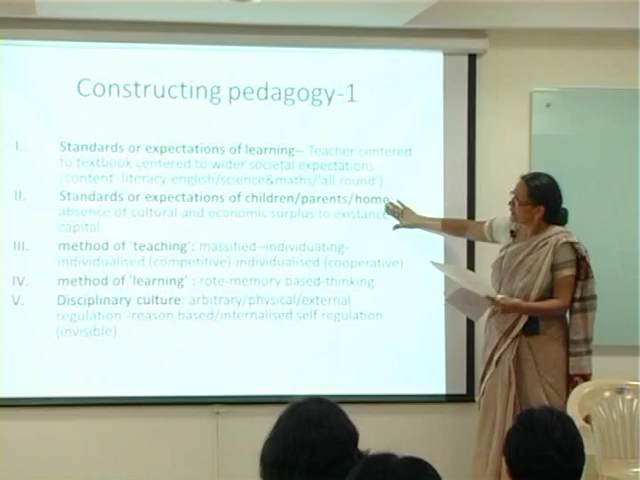 Constructing pedagogy-1
I. Standards or expectations of learning-- Teacher centered
to textbook centered to wider societal expectations
/content: literacy-english/science&maths/'all round')
II. Standards or expectations of children/parents/home
absence of cultural and economic surplus to existance of
capital
III. method of 'teaching': massified--individuating-
individualised (competitive)-individualised (cooperative)
IV. method of 'learning' : rote-memory based-thinking
V. Disciplinary culture: arbitrary/physical/external
regulation -reason based/internalised self regulation
(invisible)